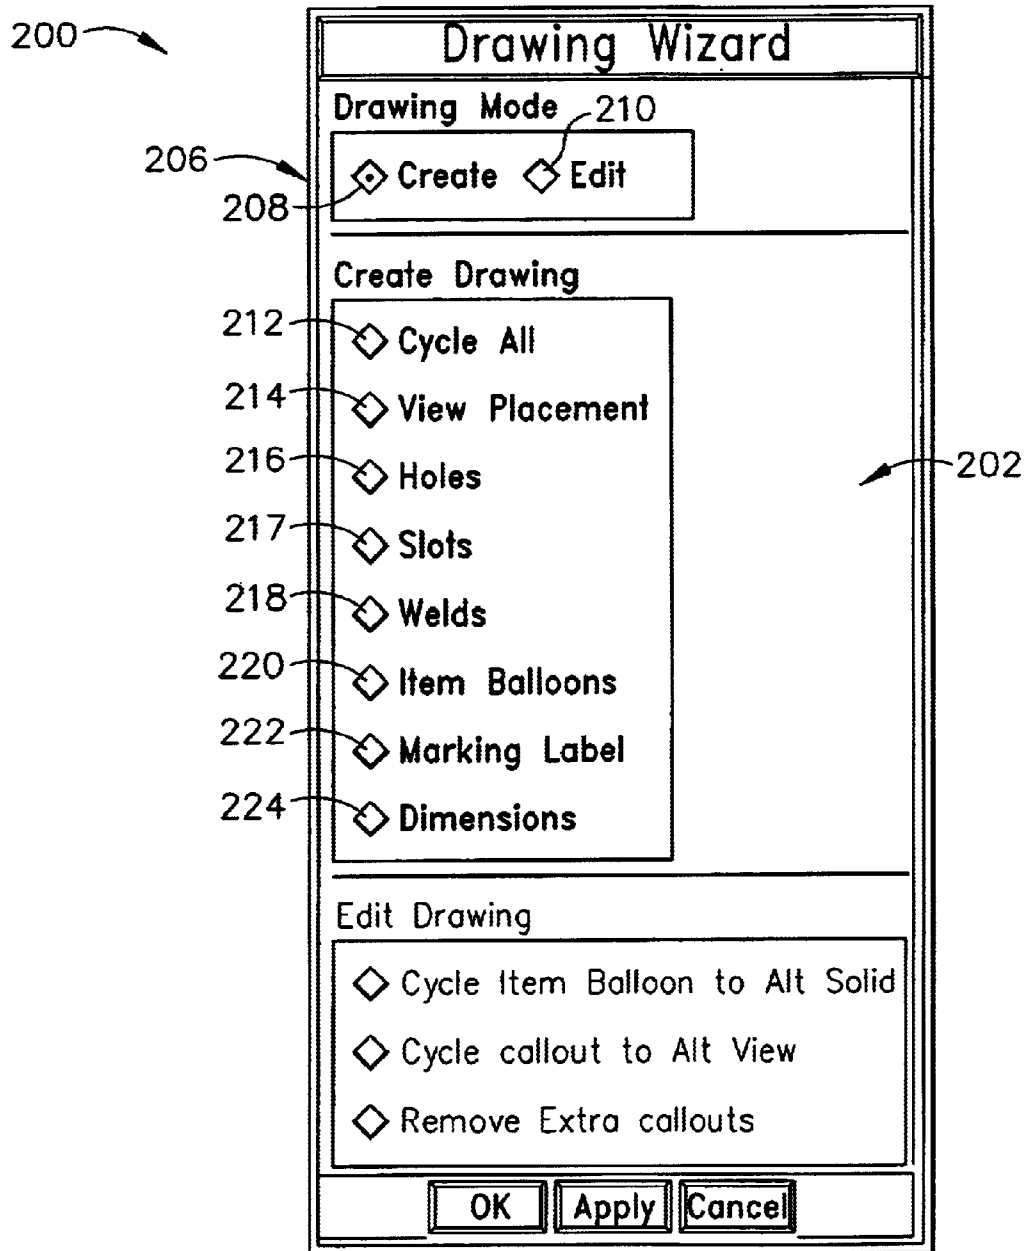 200
Drawing Wizard
Drawing Mode
210
206
Create Edit
208
Create Drawing
212 Cycle All
214 View Placement
216 Holes
202
217 Slots
218 Welds
220 Item Balloons
222 Marking Label
224 Dimensions
Edit Drawing
Cycle Item Balloon to Alt Solid
Cycle callout to Alt View
Remove Extra callouts
OK Apply Cancel